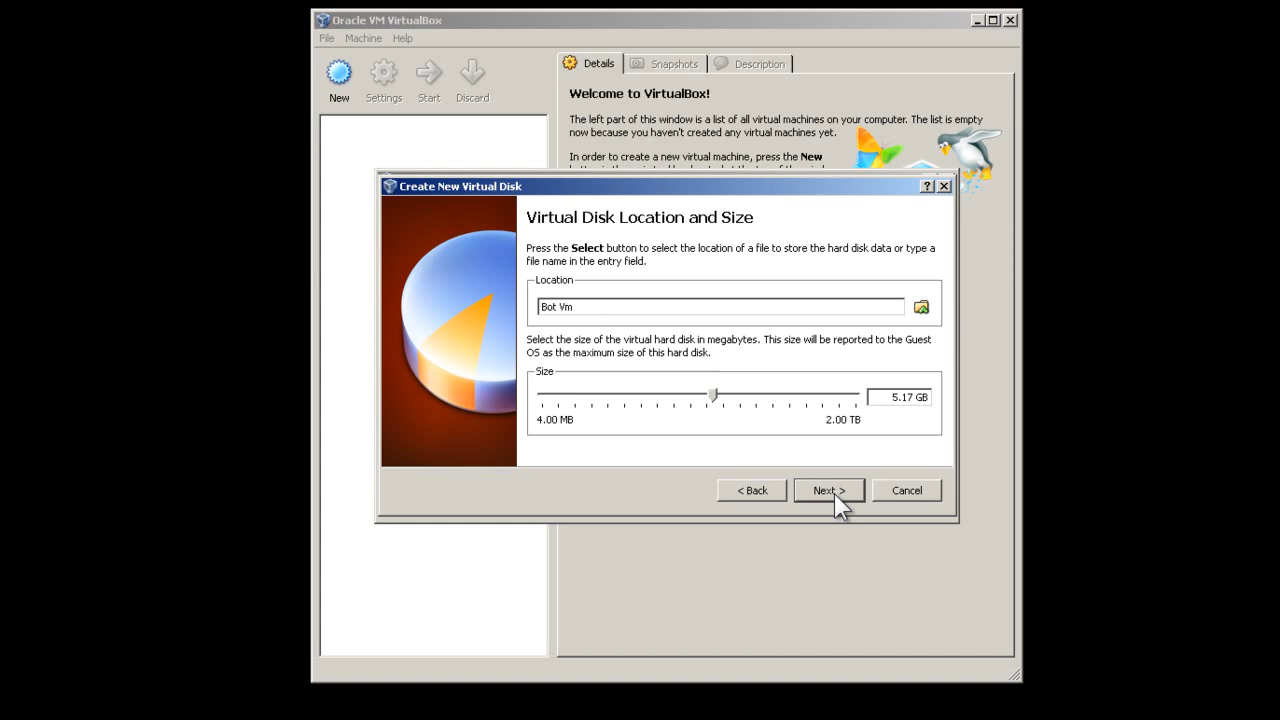 Oracle VM VirtualBox
File Machine Help
New Settings Start Discard
Details Snapshots Description
Welcome to VirtualBox!
The left part of this window is a list of all virtual machines on your computer. The list is empty
now because you haven't created any virtual machines yet.
In order to create a new virtual machine, press the New
Create New Virtual Disk
Virtual Disk Location and Size
Press the Select button to select the location of a file to store the hard disk data or type a
file name in the entry field.
Location
Bot Vm
Select the size of the virtual hard disk in megabytes. This size will be reported to the Guest
OS as the maximum size of this hard disk.
Size
5.17 GB
4.00 MB 2.00 TB
< Back Next > Cancel